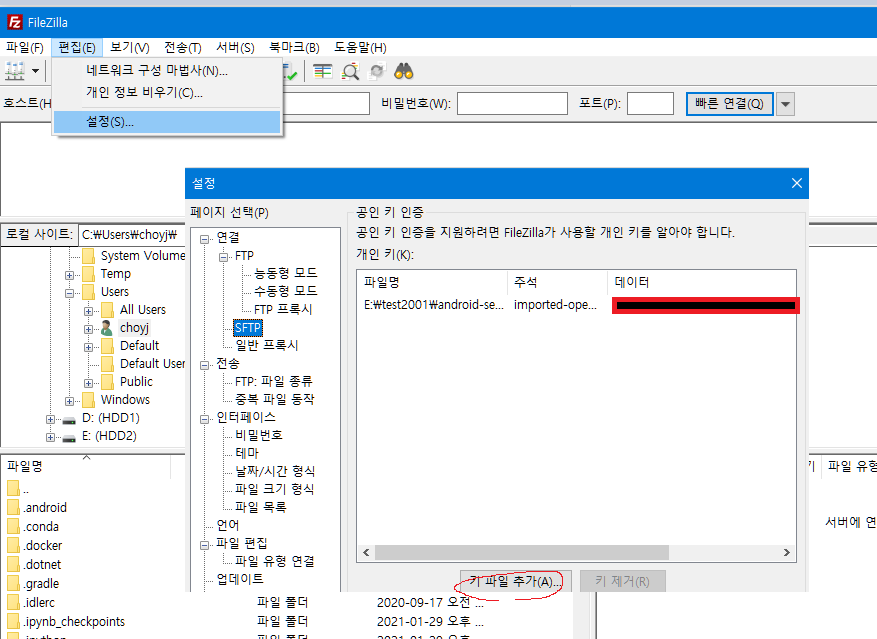 FileZilla
파일(F) 편집(E) 보기(V) 전송(T) 서버(S) 북마크(B) 도움말(H)
네트워크 구성 마법사(N)...
개인 정보 비우기(C)...
설정(S)...
호스트(H 비밀번호(W): 포트(P): 빠른 연결(Q)
로컬 사이트: C:\Users\choyj\
System Volume
Temp
Users
All Users
choyj
Default
Default User
Public
Windows
D: (HDD1)
E: (HDD2)
설정
페이지 선택(P)
연결
FTP
능동형 모드
수동형 모드
FTP 프록시
SFTP
일반 프록시
전송
FTP: 파일 종류
중복 파일 동작
인터페이스
비밀번호
테마
날짜/시간 형식
파일 크기 형식
파일 목록
언어
파일 편집
파일 유형 연결
업데이트
공인 키 인증
공인 키 인증을 지원하려면 FileZilla가 사용할 개인 키를 알아야 합니다.
개인 키(K):
파일명 주석 데이터
E:\test2001\android-se... imported-ope...
키 파일 추가(A)... 키 제거(R)
파일명
..
.android
.conda
.docker
.dotnet
.gradle
.idlerc 파일 폴더 2020-09-17 오전 ...
.ipynb_checkpoints 파일 폴더 2021-01-29 오후 ...
파일 유형
서버에 연